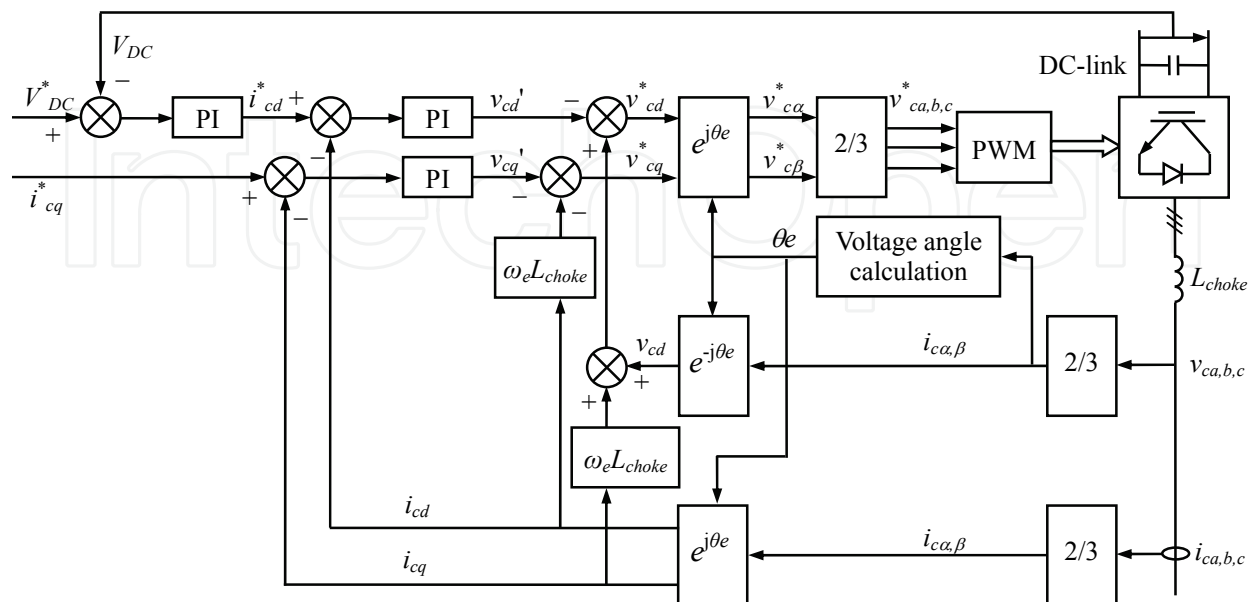 V_DC
−
DC-link
V*_DC
+
PI
i*_cd
+
PI
v_cd'
−
v*_cd
e^jθe
v*_cα
2/3
v*_ca,b,c
PWM
i*_cq
+
−
−
PI
v_cq'
−
−
+
v*_cq
v*_cβ
ω_eL_choke
θe
Voltage angle
calculation
L_choke
v_cd
+
+
e^-jθe
i_cα,β
2/3
v_ca,b,c
ω_eL_choke
i_cd
i_cq
e^jθe
i_cα,β
2/3
i_ca,b,c
IntechOpen